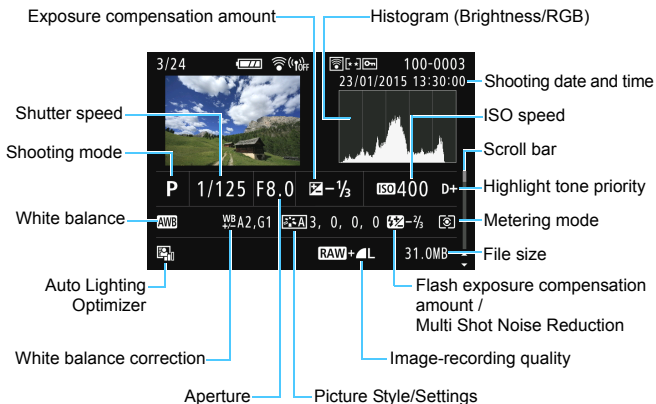 Exposure compensation amount
Histogram (Brightness/RGB)
3/24
OFF
100-0003
23/01/2015 13:30:00
Shooting date and time
Shutter speed
ISO speed
Shooting mode
Scroll bar
P 1/125 F8.0 -⅓ ISO400 D+
Highlight tone priority
White balance
AWB WB+/- A2,G1 A 3, 0, 0, 0 -⅔
Metering mode
RAW+L 31.0MB
File size
Auto Lighting
Optimizer
Flash exposure compensation
amount /
Multi Shot Noise Reduction
White balance correction
Image-recording quality
Aperture
Picture Style/Settings